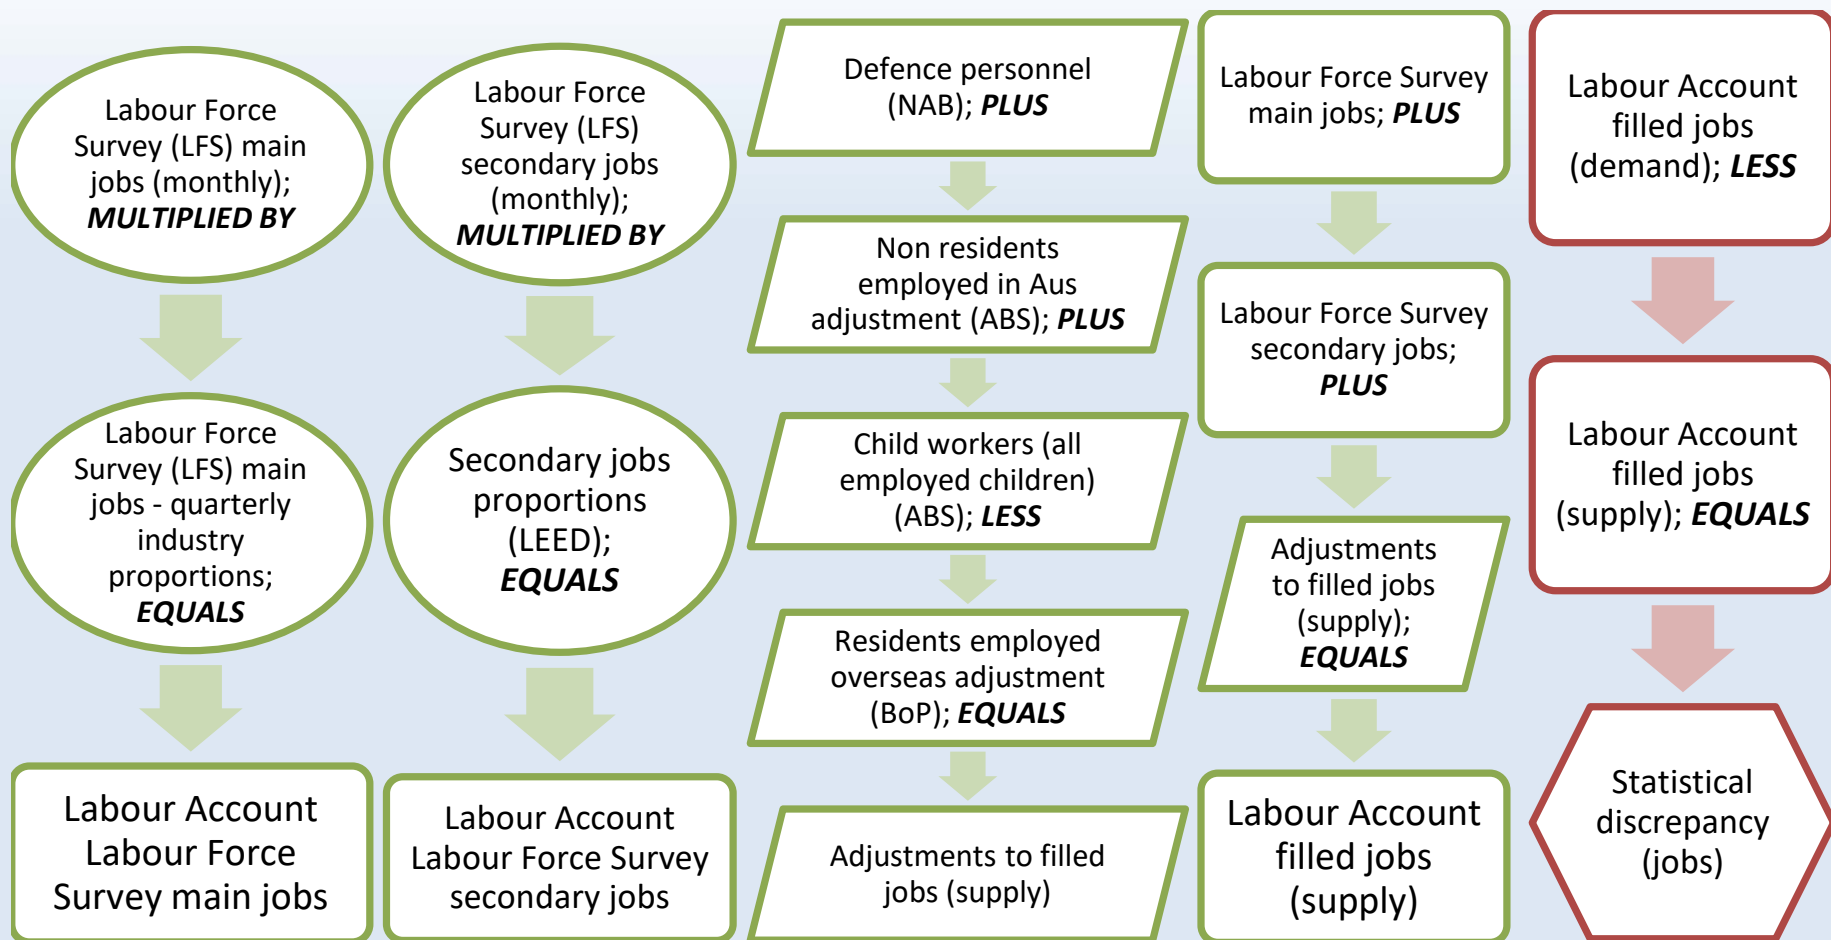 Labour Force
Survey (LFS) main
jobs (monthly);
MULTIPLIED BY
Labour Force
Survey (LFS) main
jobs - quarterly
industry
proportions;
EQUALS
Labour Account
Labour Force
Survey main jobs
Labour Force
Survey (LFS)
secondary jobs
(monthly);
MULTIPLIED BY
Secondary jobs
proportions
(LEED);
EQUALS
Labour Account
Labour Force Survey
secondary jobs
Defence personnel
(NAB); PLUS
Non residents
employed in Aus
adjustment (ABS); PLUS
Child workers (all
employed children)
(ABS); LESS
Residents employed
overseas adjustment
(BoP); EQUALS
Adjustments to filled
jobs (supply)
Labour Force Survey
main jobs; PLUS
Labour Force Survey
secondary jobs;
PLUS
Adjustments
to filled jobs
(supply);
EQUALS
Labour Account
filled jobs
(supply)
Labour Account
filled jobs
(demand); LESS
Labour Account
filled jobs
(supply); EQUALS
Statistical
discrepancy
(jobs)